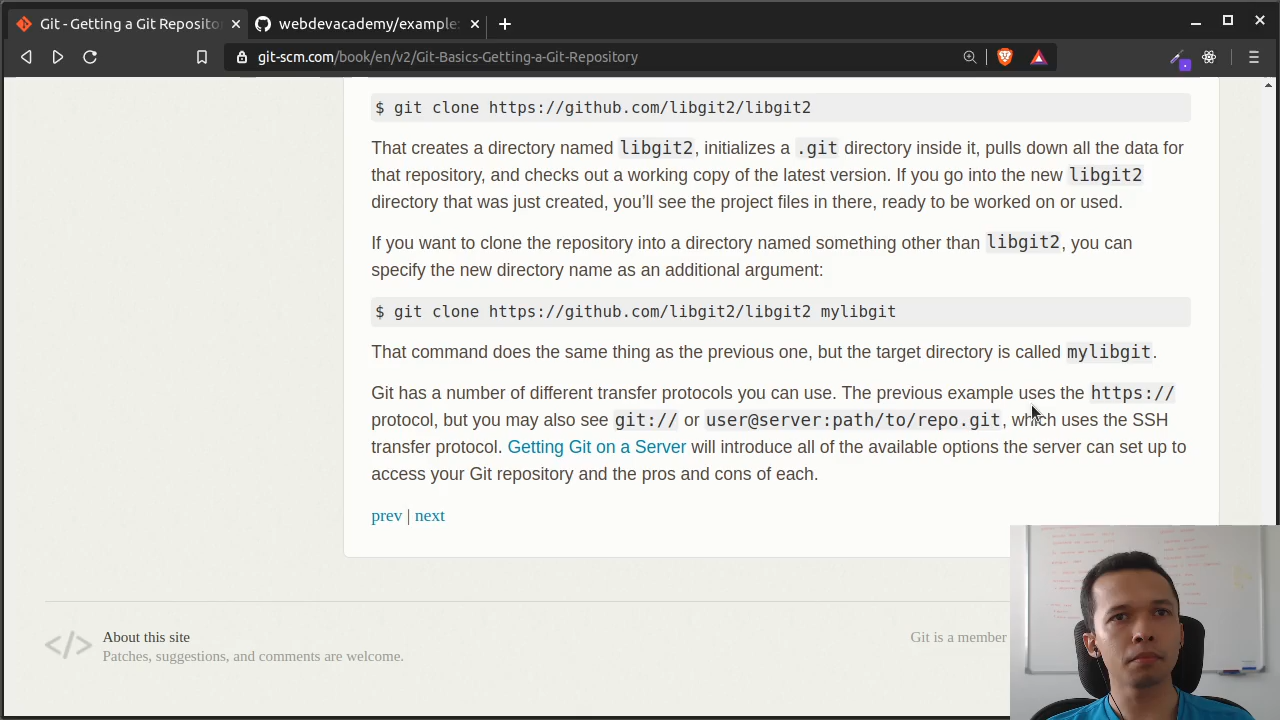 Git - Getting a Git Reposito
webdevacademy/example
git-scm.com/book/en/v2/Git-Basics-Getting-a-Git-Repository
$ git clone https://github.com/libgit2/libgit2
That creates a directory named libgit2, initializes a .git directory inside it, pulls down all the data for
that repository, and checks out a working copy of the latest version. If you go into the new libgit2
directory that was just created, you’ll see the project files in there, ready to be worked on or used.
If you want to clone the repository into a directory named something other than libgit2, you can
specify the new directory name as an additional argument:
$ git clone https://github.com/libgit2/libgit2 mylibgit
That command does the same thing as the previous one, but the target directory is called mylibgit.
Git has a number of different transfer protocols you can use. The previous example uses the https://
protocol, but you may also see git:// or user@server:path/to/repo.git, which uses the SSH
transfer protocol. Getting Git on a Server will introduce all of the available options the server can set up to
access your Git repository and the pros and cons of each.
prev | next
</> About this site
Patches, suggestions, and comments are welcome.
Git is a member